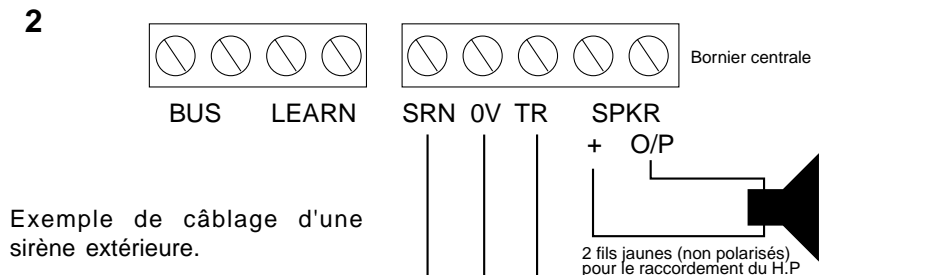 2
Bornier centrale
BUS LEARN SRN 0V TR SPKR
+ O/P
Exemple de câblage d'une
sirène extérieure.
2 fils jaunes (non polarisés)
pour le raccordement du H.P